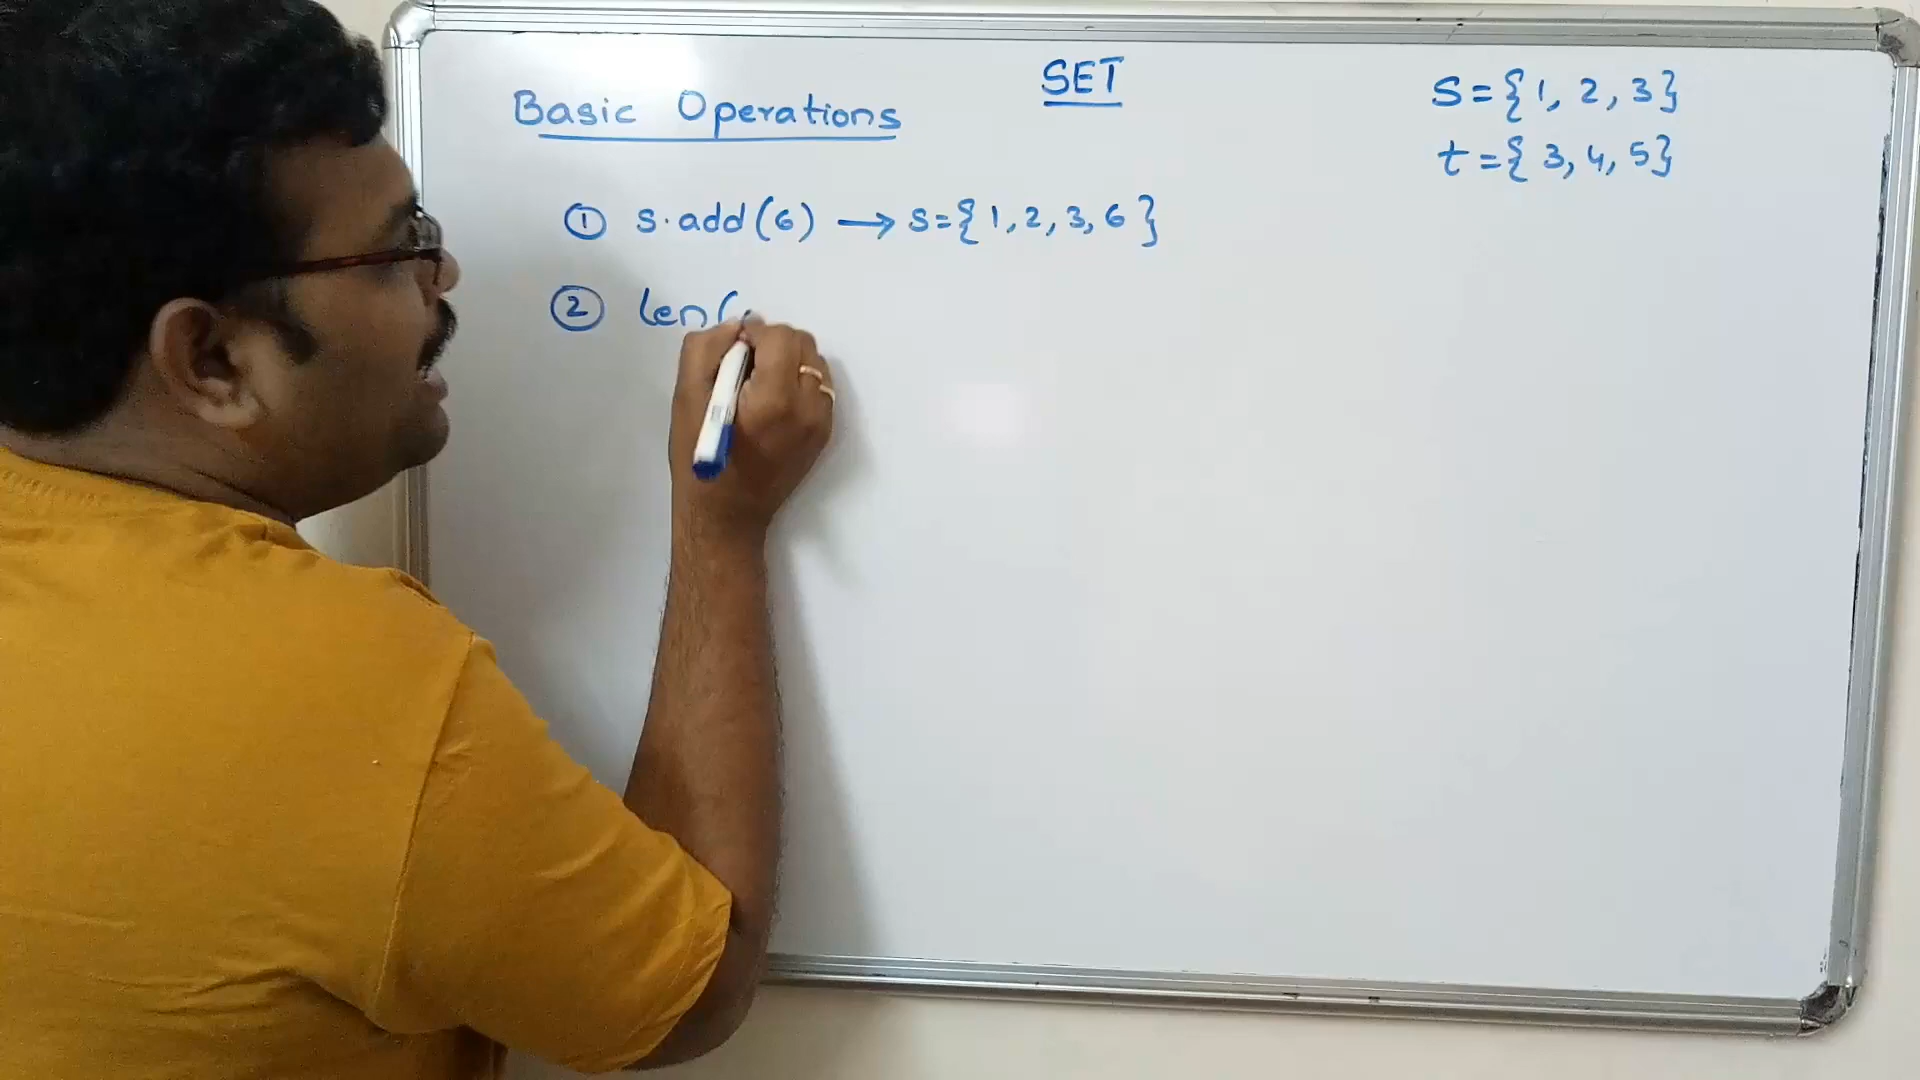 SET
Basic Operations
s={1, 2, 3}
t={3, 4, 5}
① s.add(6) → s={1,2,3,6}
② len(